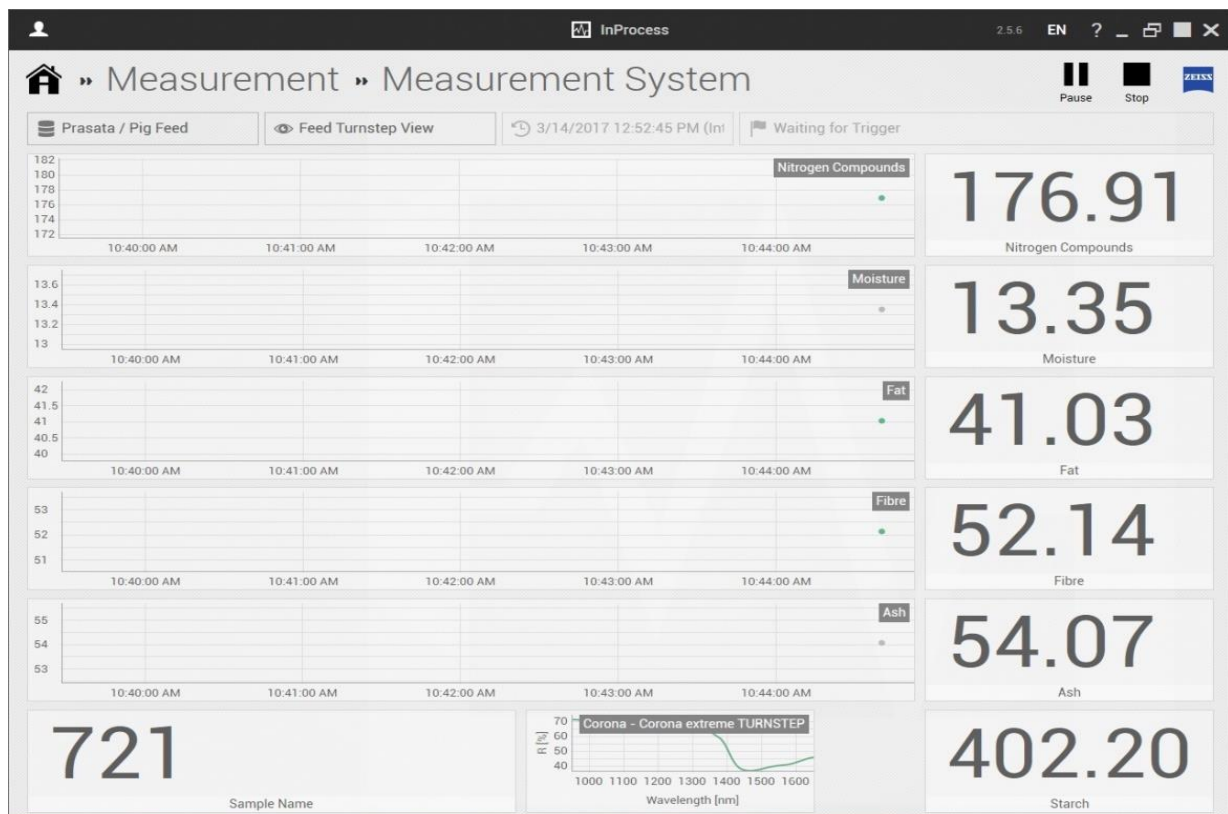 InProcess
2.5.6 EN ?
» Measurement » Measurement System
Pause Stop
ZEISS
Prasata / Pig Feed
Feed Turnstep View
3/14/2017 12:52:45 PM (Int
Waiting for Trigger
Nitrogen Compounds
182
180
178
176
174
172
10:40:00 AM 10:41:00 AM 10:42:00 AM 10:43:00 AM 10:44:00 AM
176.91
Nitrogen Compounds
Moisture
13.6
13.4
13.2
13
10:40:00 AM 10:41:00 AM 10:42:00 AM 10:43:00 AM 10:44:00 AM
13.35
Moisture
Fat
42
41.5
41
40.5
40
10:40:00 AM 10:41:00 AM 10:42:00 AM 10:43:00 AM 10:44:00 AM
41.03
Fat
Fibre
53
52
51
10:40:00 AM 10:41:00 AM 10:42:00 AM 10:43:00 AM 10:44:00 AM
52.14
Fibre
Ash
55
54
53
10:40:00 AM 10:41:00 AM 10:42:00 AM 10:43:00 AM 10:44:00 AM
54.07
Ash
721
Sample Name
Corona - Corona extreme TURNSTEP
R [%]
70
60
50
40
1000 1100 1200 1300 1400 1500 1600
Wavelength [nm]
402.20
Starch